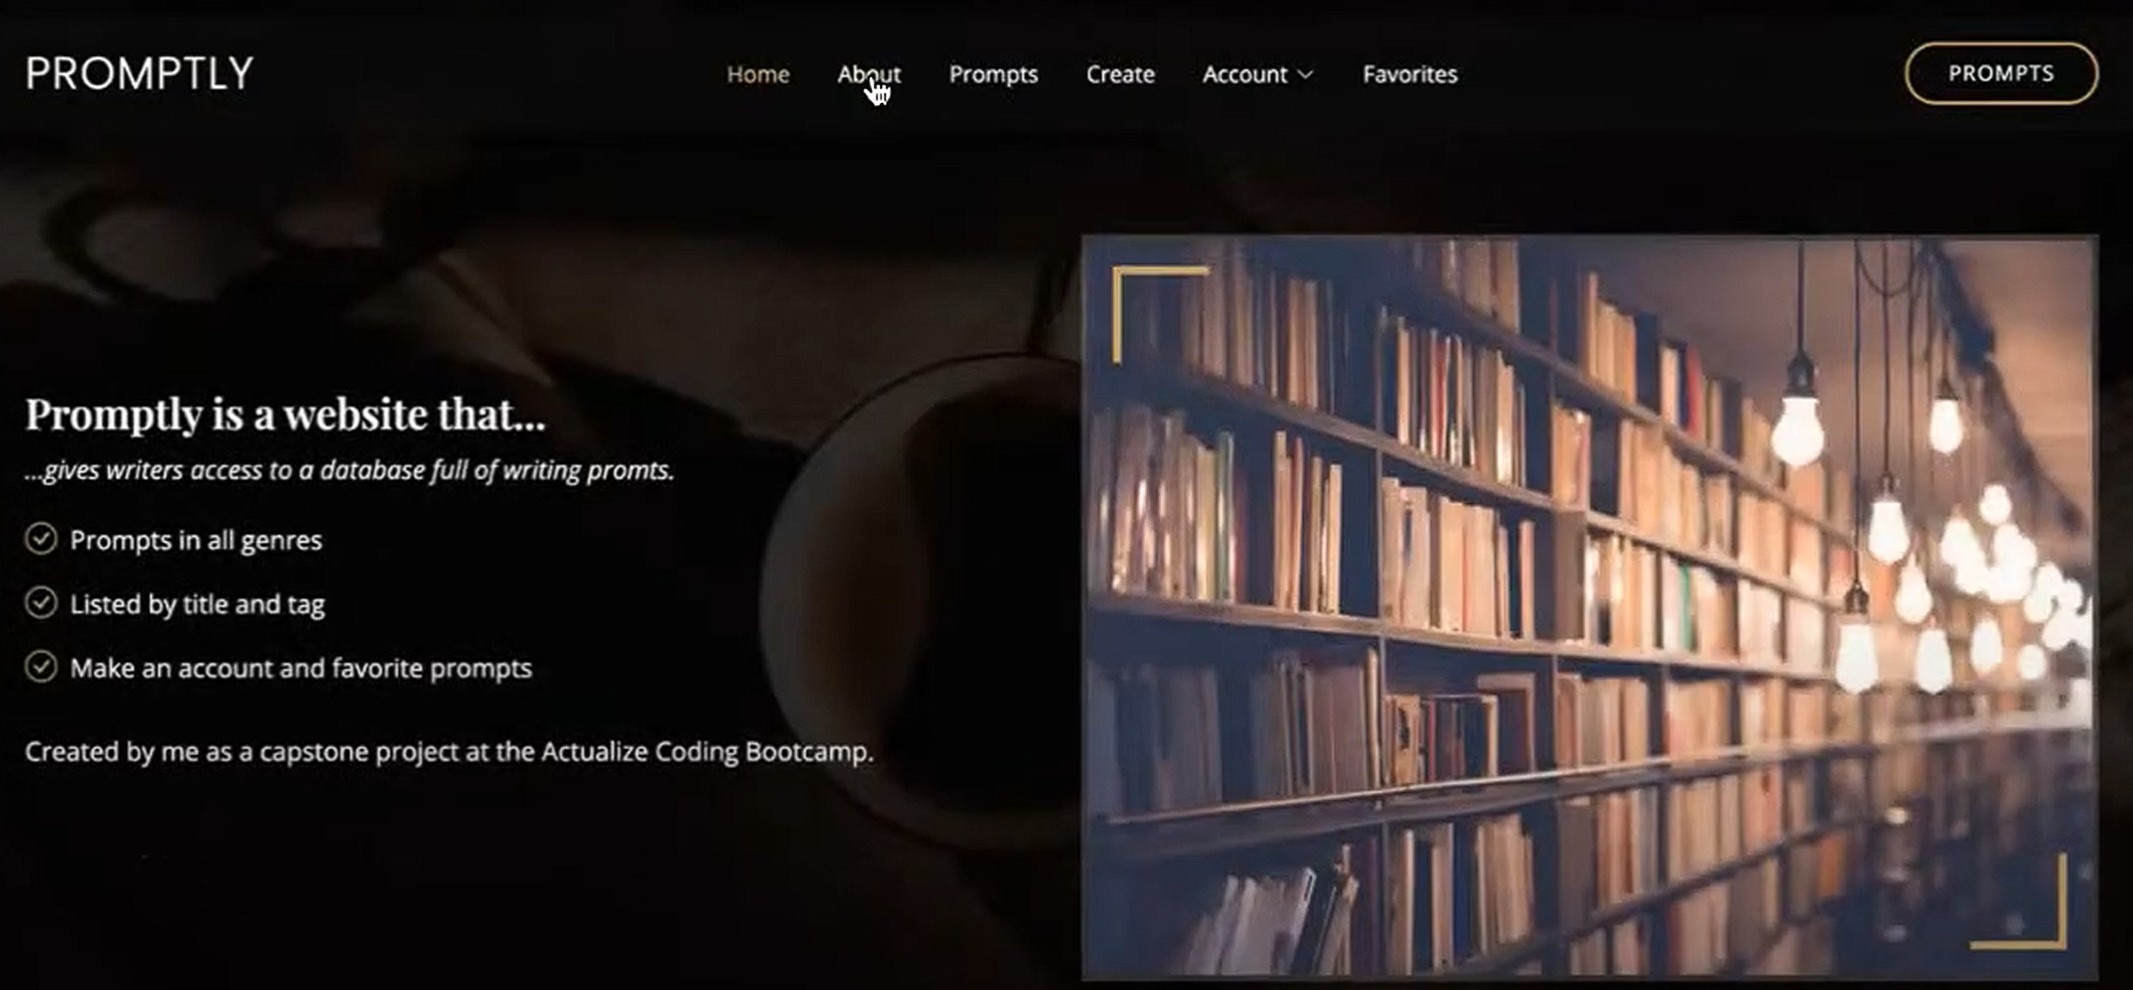 PROMPTLY
Home About Prompts Create Account Favorites
PROMPTS
Promptly is a website that...
...gives writers access to a database full of writing promts.
Prompts in all genres
Listed by title and tag
Make an account and favorite prompts
Created by me as a capstone project at the Actualize Coding Bootcamp.